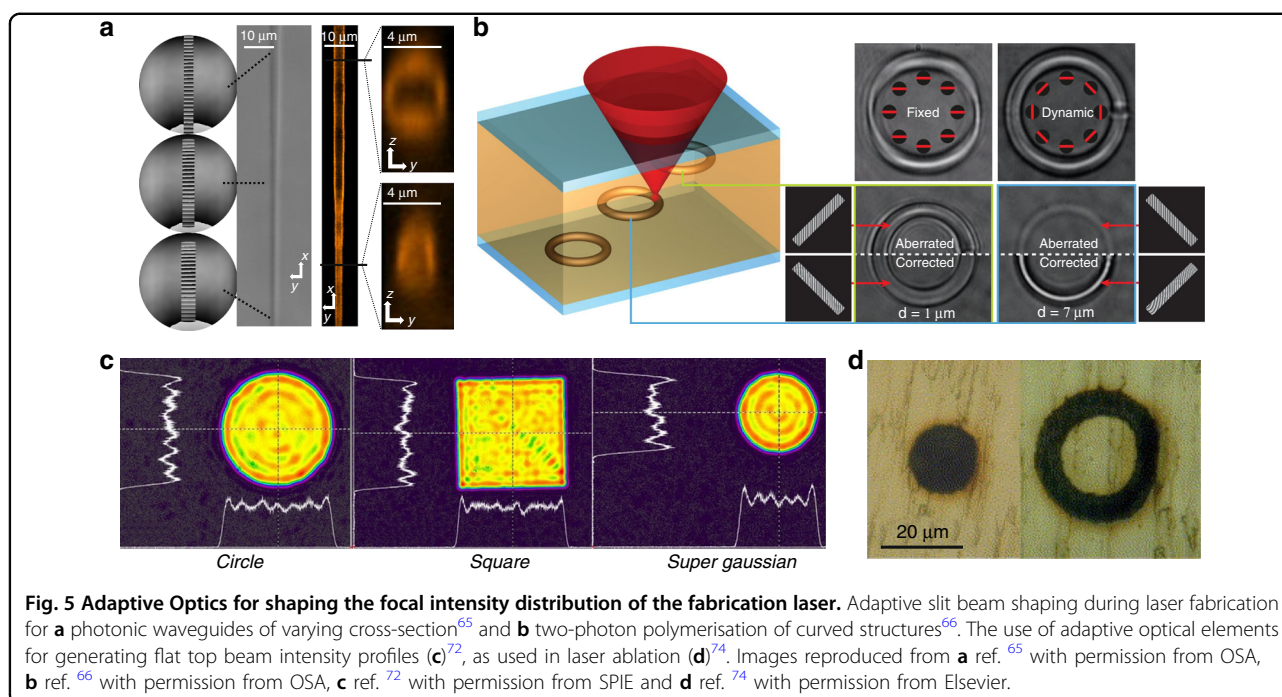 a
10 µm
10 µm
4 µm
z
y
x
y
x
y
4 µm
z
y
b
Fixed
Dynamic
Aberrated
Corrected
d = 1 µm
Aberrated
Corrected
d = 7 µm
c
Circle
Square
Super gaussian
d
20 µm
Fig. 5 Adaptive Optics for shaping the focal intensity distribution of the fabrication laser. Adaptive slit beam shaping during laser fabrication
for a photonic waveguides of varying cross-section65 and b two-photon polymerisation of curved structures66. The use of adaptive optical elements
for generating flat top beam intensity profiles (c)72, as used in laser ablation (d)74. Images reproduced from a ref. 65 with permission from OSA,
b ref. 66 with permission from OSA, c ref. 72 with permission from SPIE and d ref. 74 with permission from Elsevier.